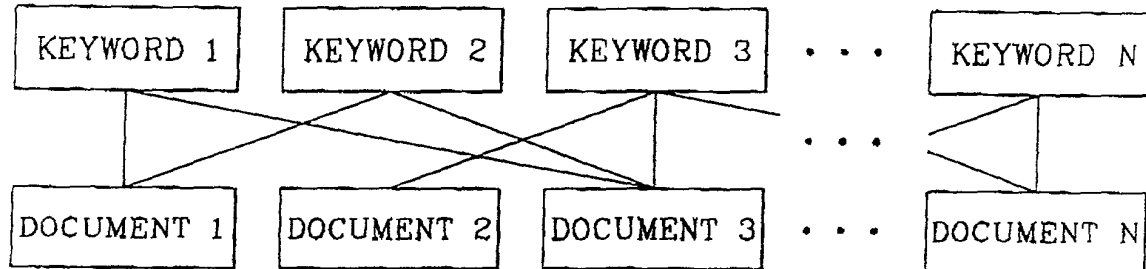 KEYWORD 1 KEYWORD 2 KEYWORD 3 • • • KEYWORD N
• • •
DOCUMENT 1 DOCUMENT 2 DOCUMENT 3 • • • DOCUMENT N